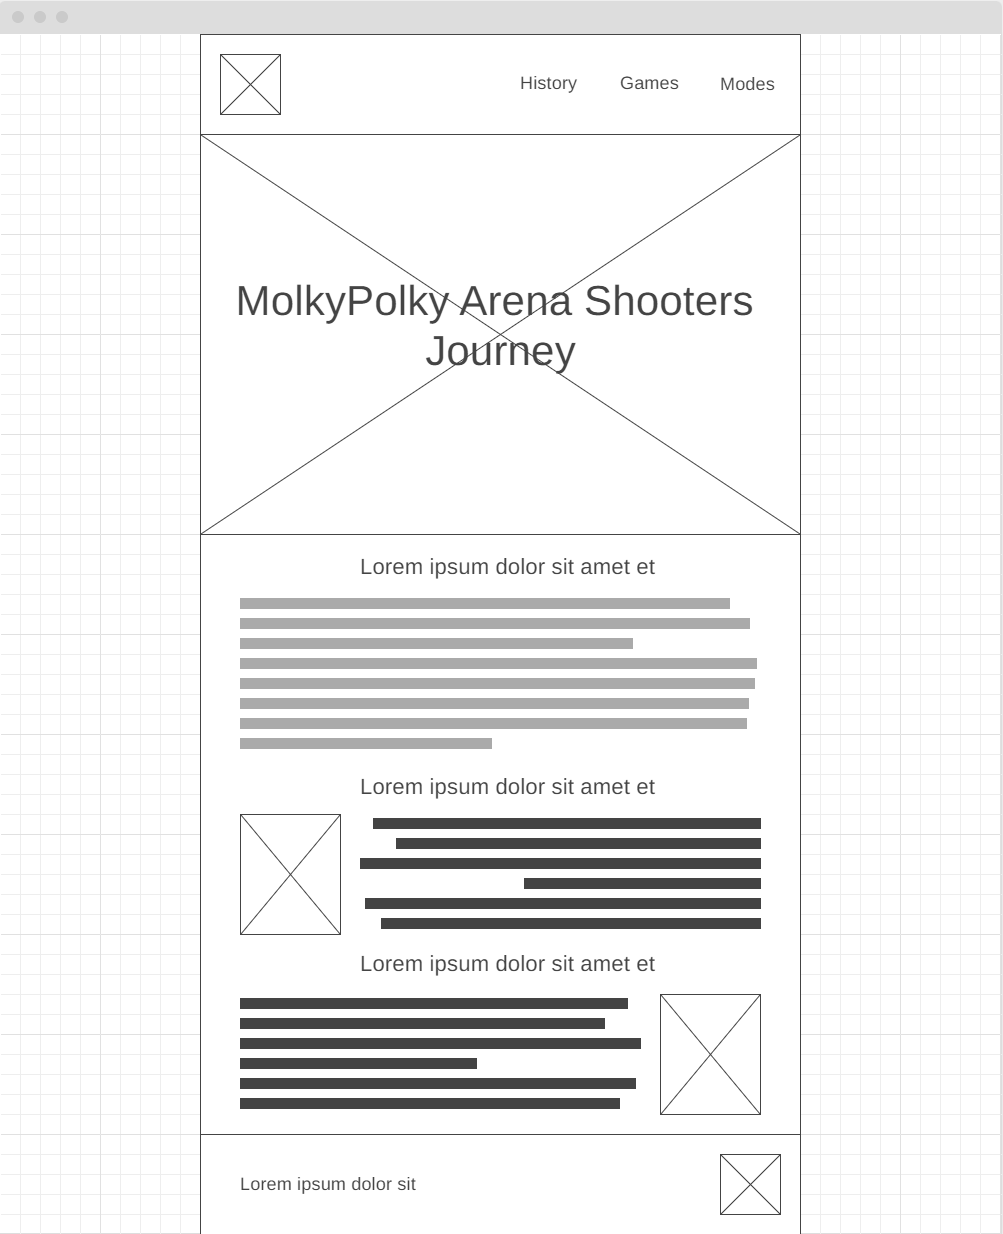 History Games Modes
MolkyPolky Arena Shooters
Journey
Lorem ipsum dolor sit amet et
Lorem ipsum dolor sit amet et
Lorem ipsum dolor sit amet et
Lorem ipsum dolor sit